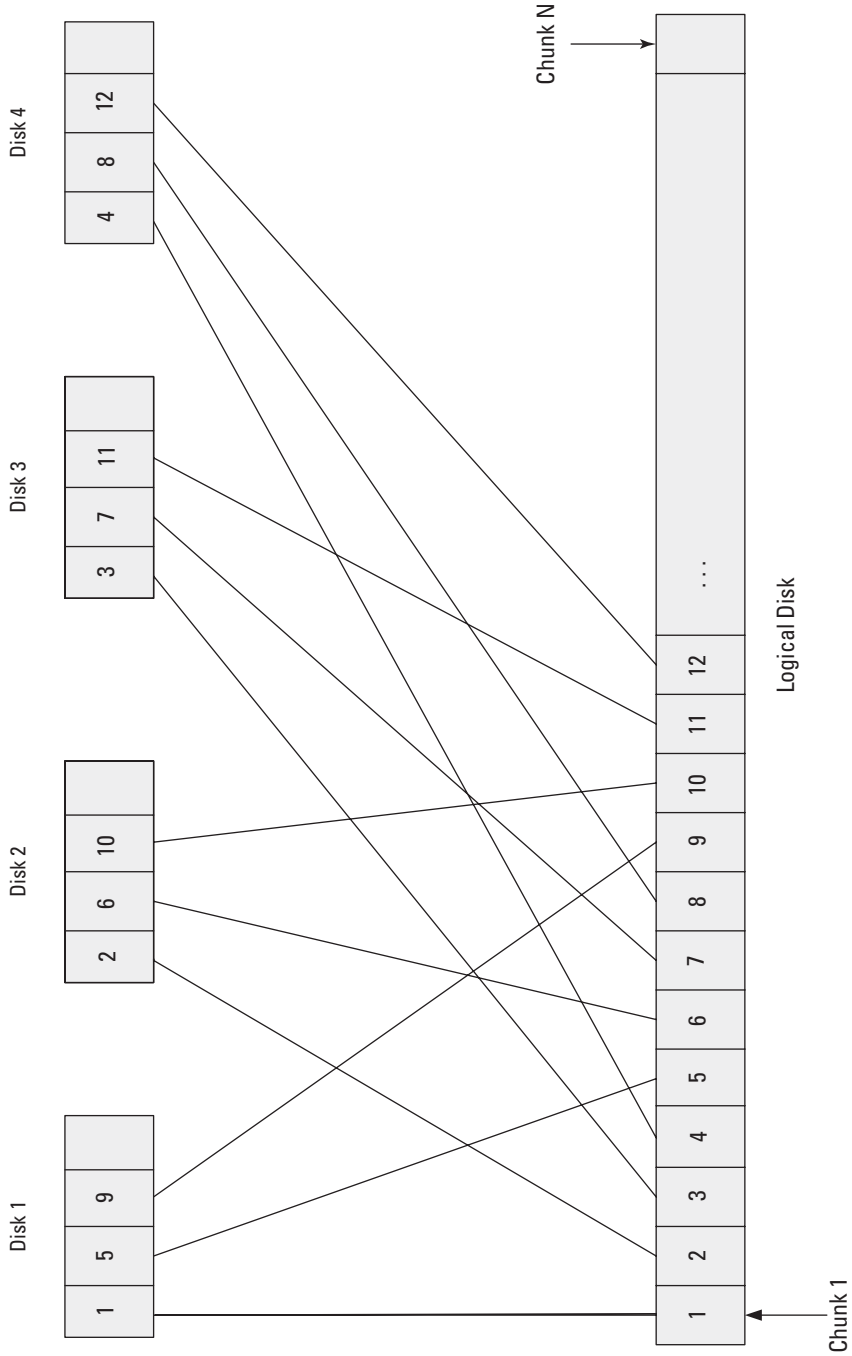 Disk 1
Disk 2
Disk 3
Disk 4
1 5 9
2 6 10
3 7 11
4 8 12
Chunk N
1 2 3 4 5 6 7 8 9 10 11 12 ...
Chunk 1
Logical Disk